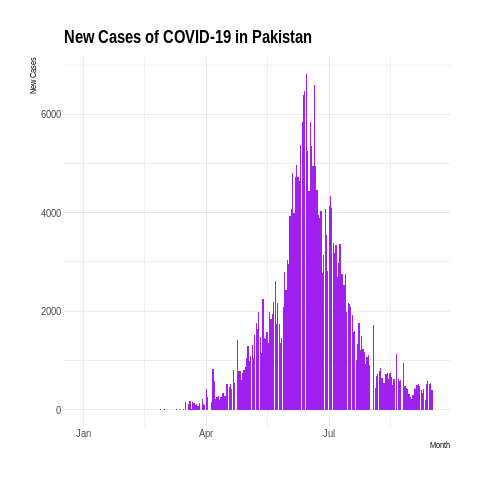 New Cases of COVID-19 in Pakistan
New Cases
6000
4000
2000
0
Jan Apr Jul
Month